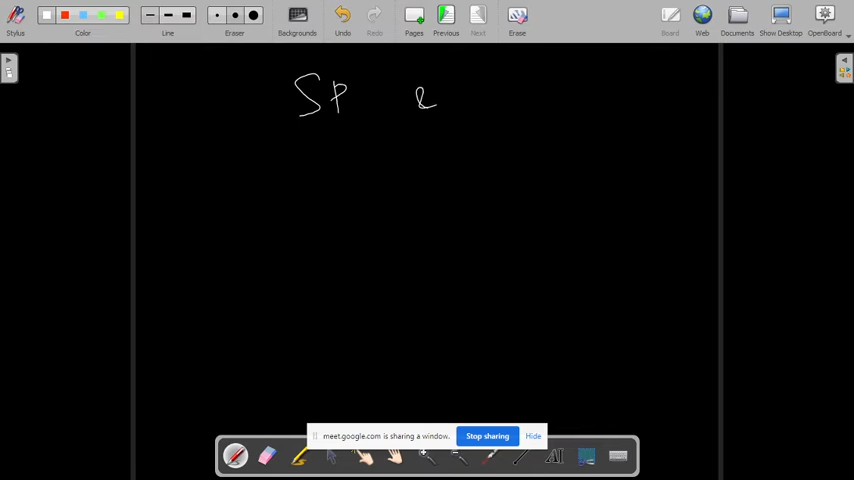 Stylus Color Line Eraser Backgrounds Undo Redo Pages Previous Next Erase Board Web Documents Show Desktop OpenBoard
SP &
meet.google.com is sharing a window. Stop sharing Hide
AI